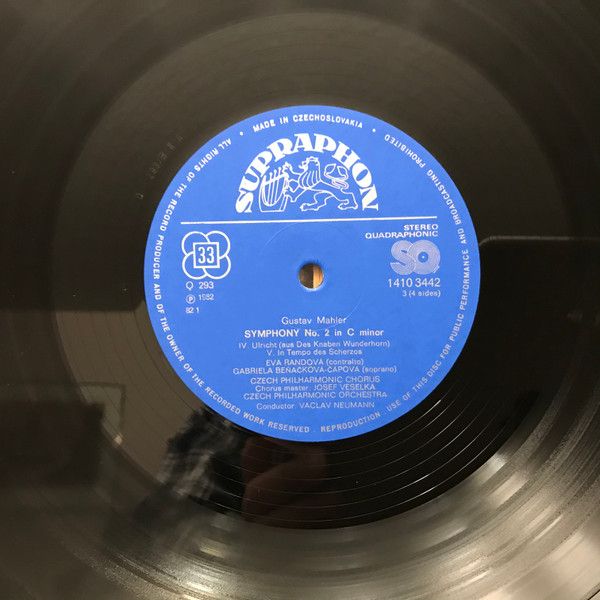 • MADE IN CZECHOSLOVAKIA • ALL RIGHTS OF THE RECORD PRODUCER AND OF THE OWNER OF THE RECORDED WORK RESERVED . REPRODUCTION . USE OF THIS DISC FOR PUBLIC PERFORMANCE AND BROADCASTING PROHIBITED
SUPRAPHON
33
Q 293
Ⓟ 1982
82 1
STEREO
QUADRAPHONIC
SQ
1410 3442
3 (4 sides)
Gustav Mahler
SYMPHONY No. 2 in C minor
IV. Ulricht (aus Des Knaben Wunderhorn)
V. In Tempo des Scherzos
EVA RANDOVÁ (contralto)
GABRIELA BEŇAČKOVÁ-ČÁPOVÁ (soprano)
CZECH PHILHARMONIC CHORUS
Chorus master: JOSEF VESELKA
CZECH PHILHARMONIC ORCHESTRA
Conductor VÁCLAV NEUMANN